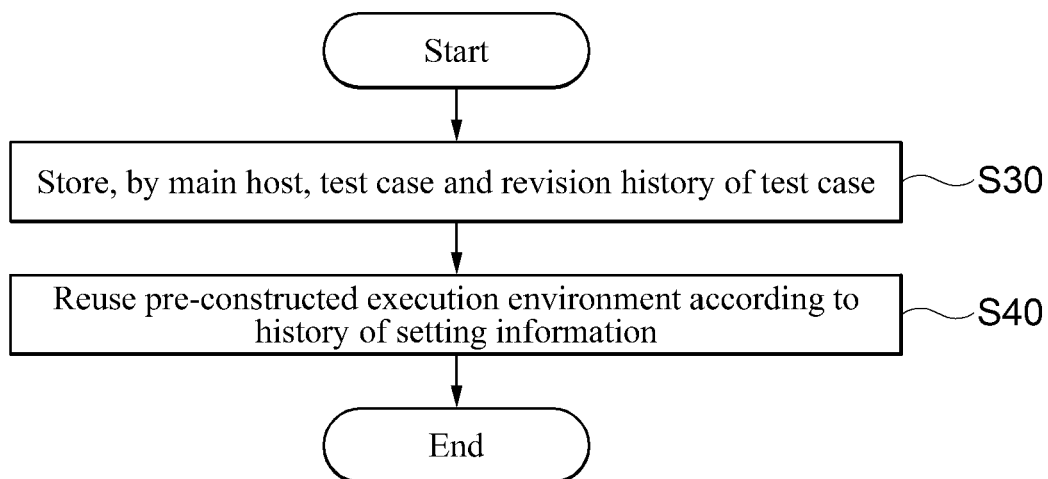 Start
Store, by main host, test case and revision history of test case
S30
Reuse pre-constructed execution environment according to
history of setting information
S40
End